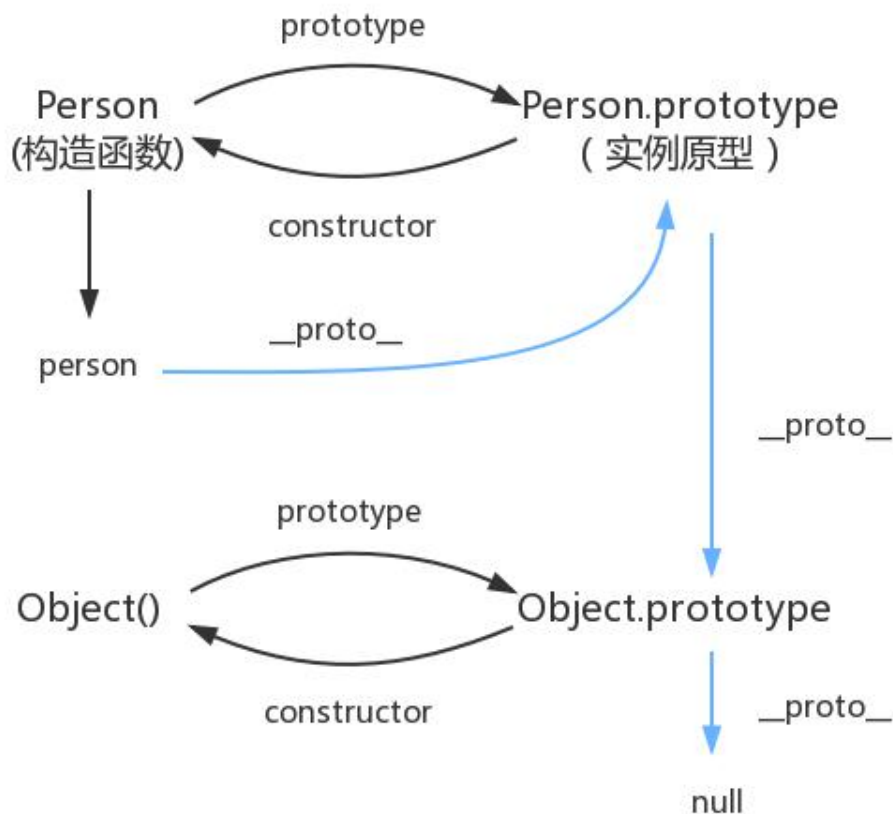 prototype
Person
Person.prototype
(构造函数)
（实例原型）
constructor
__proto__
person
__proto__
prototype
Object()
Object.prototype
constructor
__proto__
null